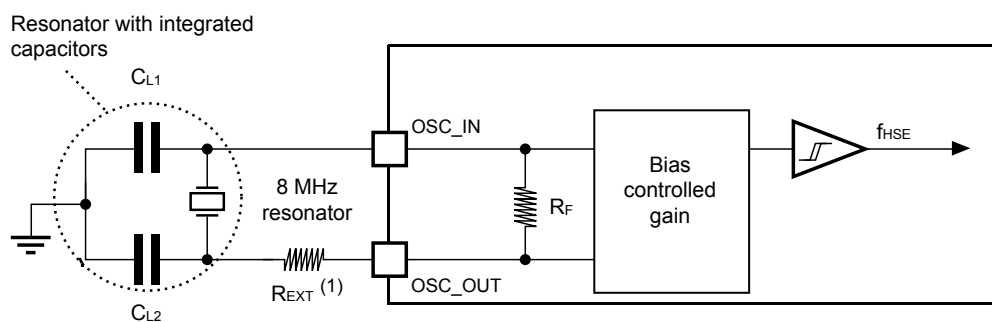 Resonator with integrated
capacitors
CL1
OSC_IN
fHSE
8 MHz
resonator
RF
Bias
controlled
gain
REXT (1)
OSC_OUT
CL2